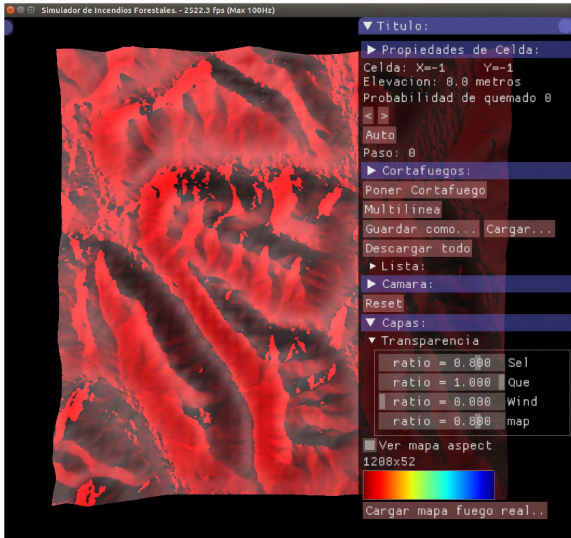 Simulador de Incendios Forestales. - 2522.3 fps (Max 100Hz)
Titulo:
Propiedades de Celda:
Celda: X=-1 Y=-1
Elevacion: 0.0 metros
Probabilidad de quemado 0
< >
Auto
Paso: 0
Cortafuegos:
Poner Cortafuego
Multilinea
Guardar como... Cargar...
Descargar todo
Lista:
Camara:
Reset
Capas:
Transparencia
ratio = 0.800 Sel
ratio = 1.000 Que
ratio = 0.000 Wind
ratio = 0.800 map
Ver mapa aspect
1208x52
Cargar mapa fuego real..